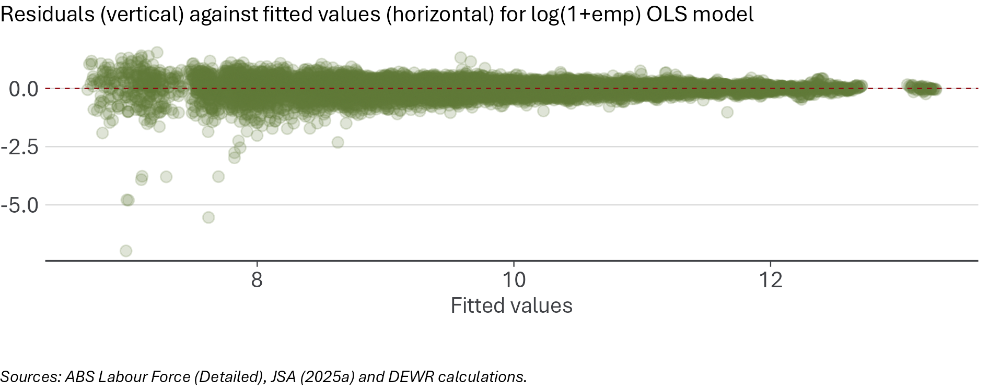 Residuals (vertical) against fitted values (horizontal) for log(1+emp) OLS model
0.0
-2.5
-5.0
8 10 12
Fitted values
Sources: ABS Labour Force (Detailed), JSA (2025a) and DEWR calculations.